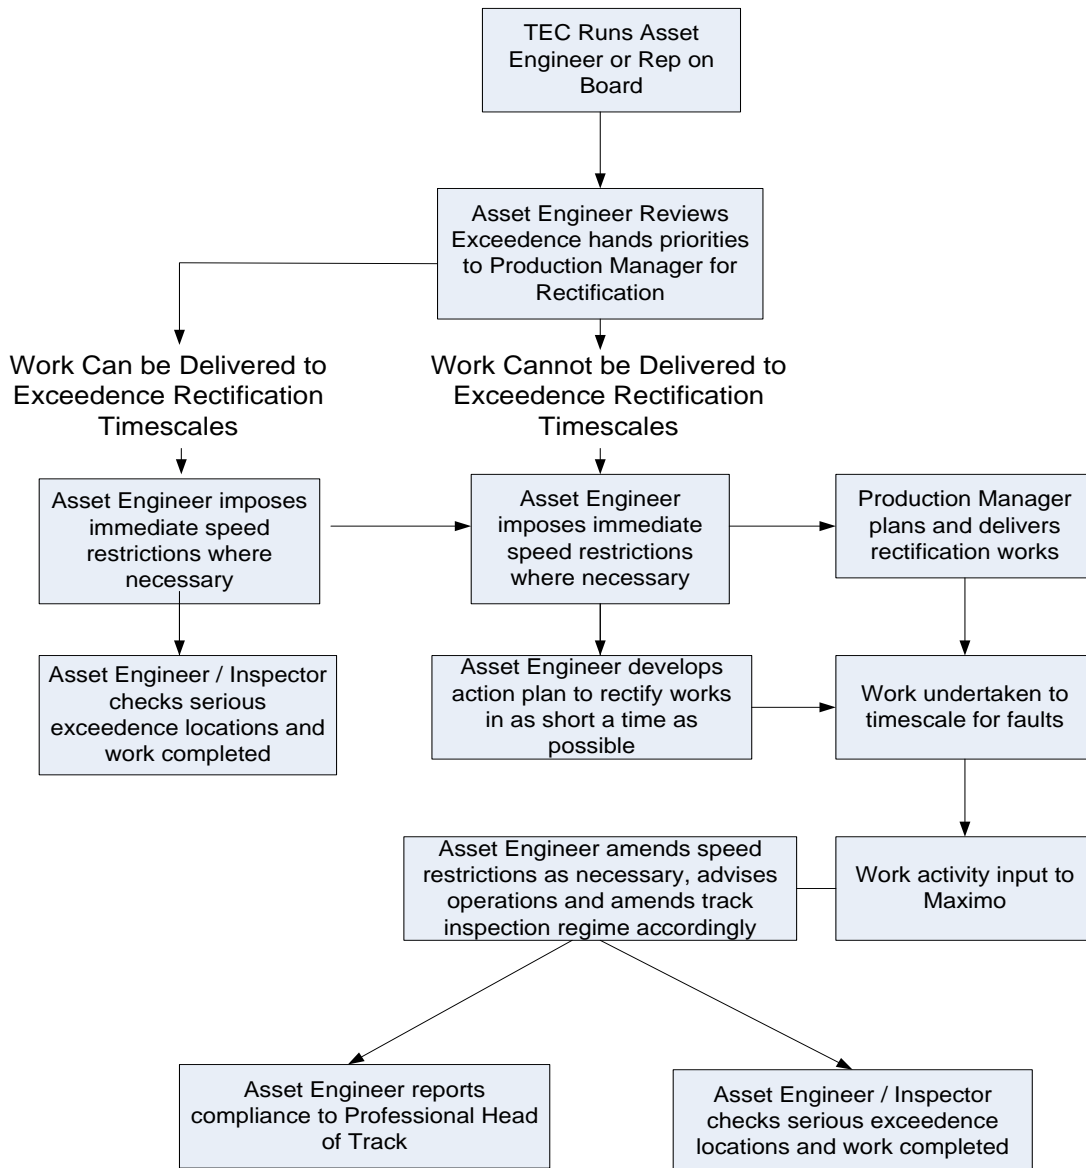 TEC Runs Asset
Engineer or Rep on
Board
Asset Engineer Reviews
Exceedence hands priorities
to Production Manager for
Rectification
Work Can be Delivered to
Exceedence Rectification
Timescales
Work Cannot be Delivered to
Exceedence Rectification
Timescales
Asset Engineer imposes
immediate speed
restrictions where
necessary
Asset Engineer
imposes immediate
speed restrictions
where necessary
Production Manager
plans and delivers
rectification works
Asset Engineer / Inspector
checks serious
exceedence locations and
work completed
Asset Engineer develops
action plan to rectify works
in as short a time as
possible
Work undertaken to
timescale for faults
Asset Engineer amends speed
restrictions as necessary, advises
operations and amends track
inspection regime accordingly
Work activity input to
Maximo
Asset Engineer reports
compliance to Professional Head
of Track
Asset Engineer / Inspector
checks serious exceedence
locations and work completed